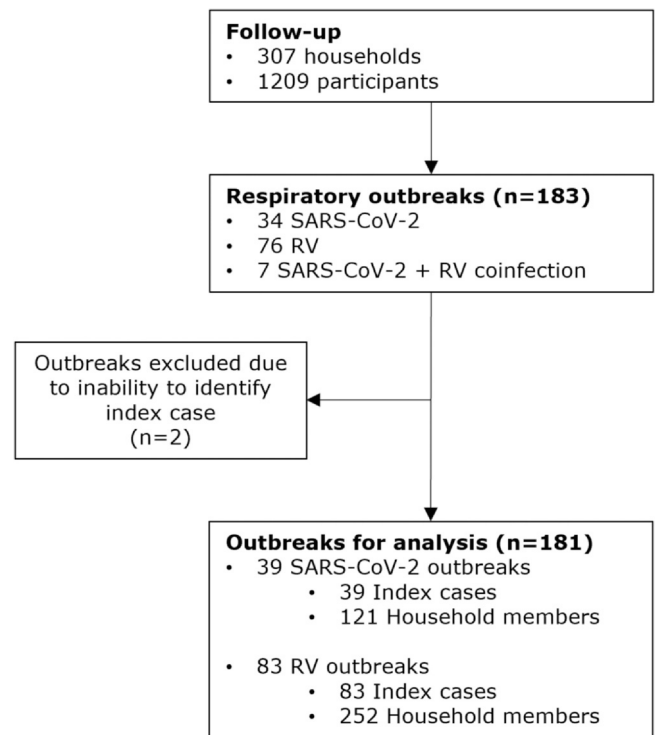 Follow-up
• 307 households
• 1209 participants
Respiratory outbreaks (n=183)
• 34 SARS-CoV-2
• 76 RV
• 7 SARS-CoV-2 + RV coinfection
Outbreaks excluded due
to inability to identify
index case
(n=2)
Outbreaks for analysis (n=181)
• 39 SARS-CoV-2 outbreaks
• 39 Index cases
• 121 Household members
• 83 RV outbreaks
• 83 Index cases
• 252 Household members